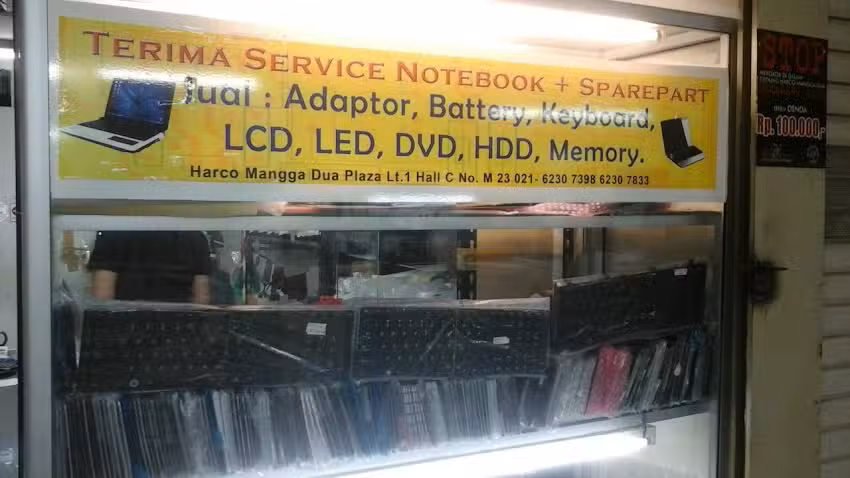 TERIMA SERVICE NOTEBOOK + SPAREPART
Jual : Adaptor, Battery, Keyboard,
LCD, LED, DVD, HDD, Memory.
Harco Mangga Dua Plaza Lt.1 Hall C No. M 23 021- 6230 7398 6230 7833
STOP
DENDA
Rp. 100.000,-